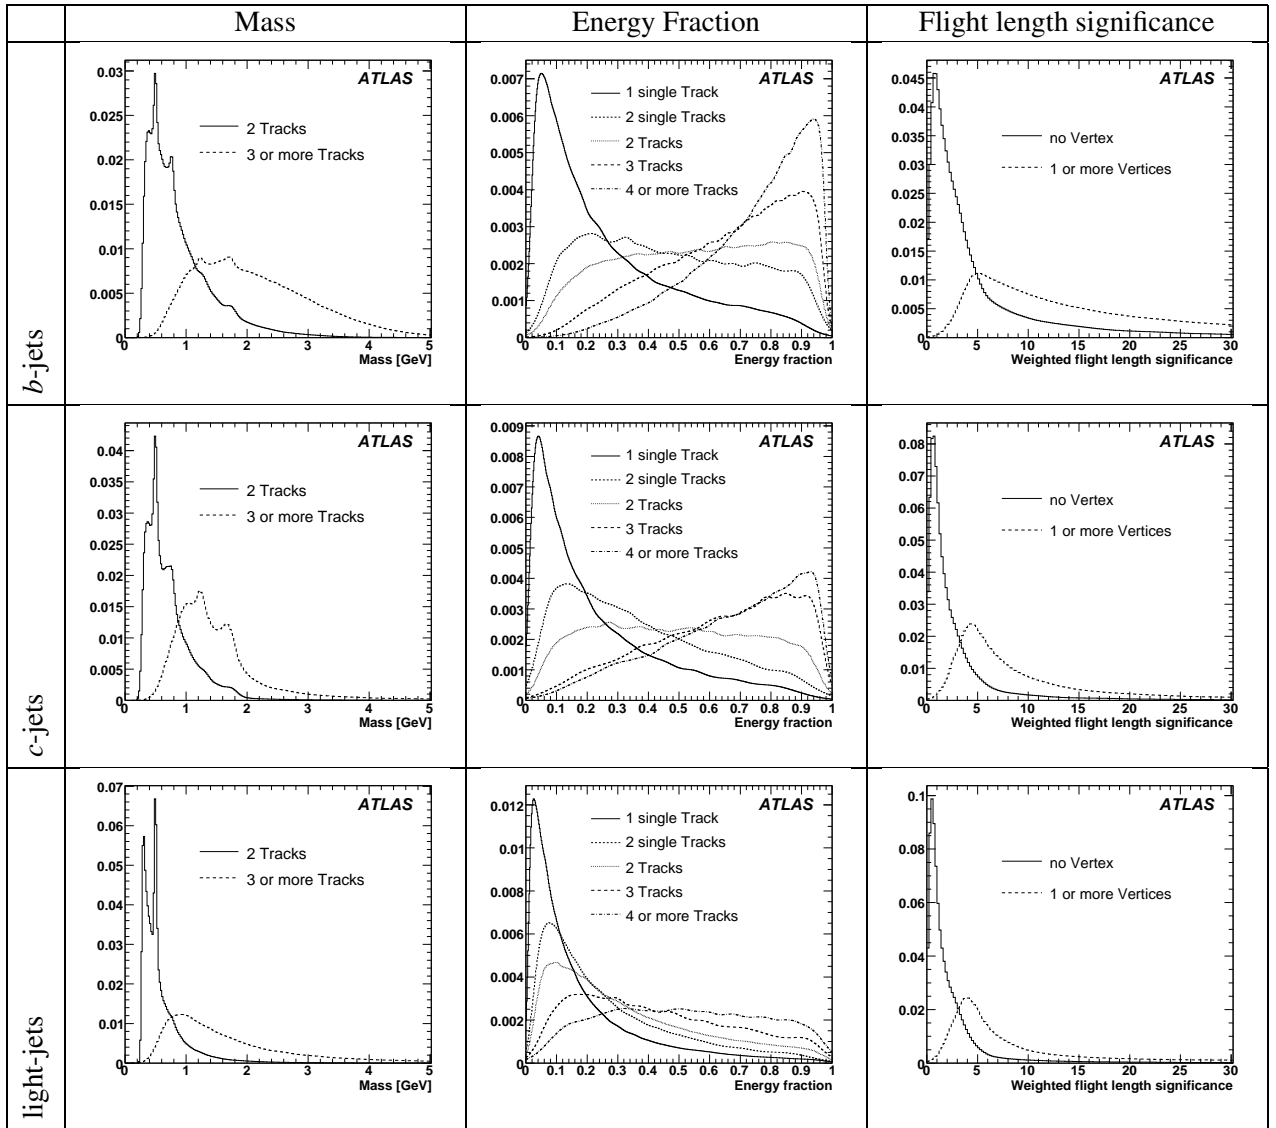 Mass Energy Fraction Flight length significance
b-jets
ATLAS
2 Tracks
3 or more Tracks
0.03
0.025
0.02
0.015
0.01
0.005
0
0 1 2 3 4 5
Mass [GeV]
ATLAS
1 single Track
2 single Tracks
2 Tracks
3 Tracks
4 or more Tracks
0.007
0.006
0.005
0.004
0.003
0.002
0.001
0
0 0.1 0.2 0.3 0.4 0.5 0.6 0.7 0.8 0.9 1
Energy fraction
ATLAS
no Vertex
1 or more Vertices
0.045
0.04
0.035
0.03
0.025
0.02
0.015
0.01
0.005
0
0 5 10 15 20 25 30
Weighted flight length significance
c-jets
ATLAS
2 Tracks
3 or more Tracks
0.04
0.035
0.03
0.025
0.02
0.015
0.01
0.005
0
0 1 2 3 4 5
Mass [GeV]
ATLAS
1 single Track
2 single Tracks
2 Tracks
3 Tracks
4 or more Tracks
0.009
0.008
0.007
0.006
0.005
0.004
0.003
0.002
0.001
0
0 0.1 0.2 0.3 0.4 0.5 0.6 0.7 0.8 0.9 1
Energy fraction
ATLAS
no Vertex
1 or more Vertices
0.08
0.07
0.06
0.05
0.04
0.03
0.02
0.01
0
0 5 10 15 20 25 30
Weighted flight length significance
light-jets
ATLAS
2 Tracks
3 or more Tracks
0.07
0.06
0.05
0.04
0.03
0.02
0.01
0
0 1 2 3 4 5
Mass [GeV]
ATLAS
1 single Track
2 single Tracks
2 Tracks
3 Tracks
4 or more Tracks
0.012
0.01
0.008
0.006
0.004
0.002
0
0 0.1 0.2 0.3 0.4 0.5 0.6 0.7 0.8 0.9 1
Energy fraction
ATLAS
no Vertex
1 or more Vertices
0.1
0.08
0.06
0.04
0.02
0
0 5 10 15 20 25 30
Weighted flight length significance